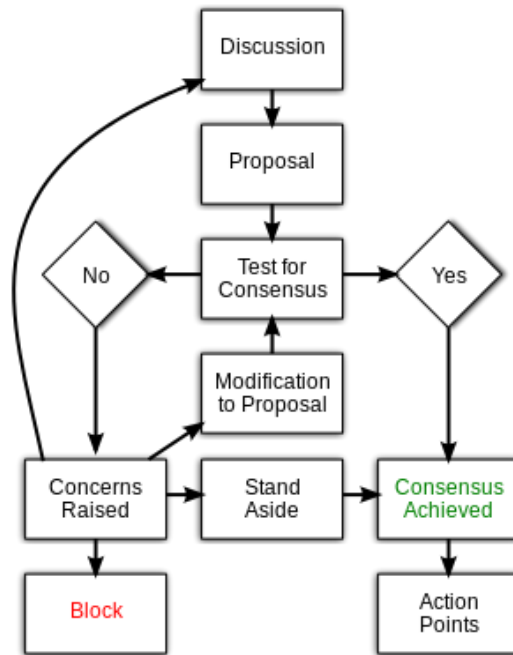 Discussion
Proposal
No
Test for
Consensus
Yes
Modification
to Proposal
Concerns
Raised
Stand
Aside
Consensus
Achieved
Block
Action
Points